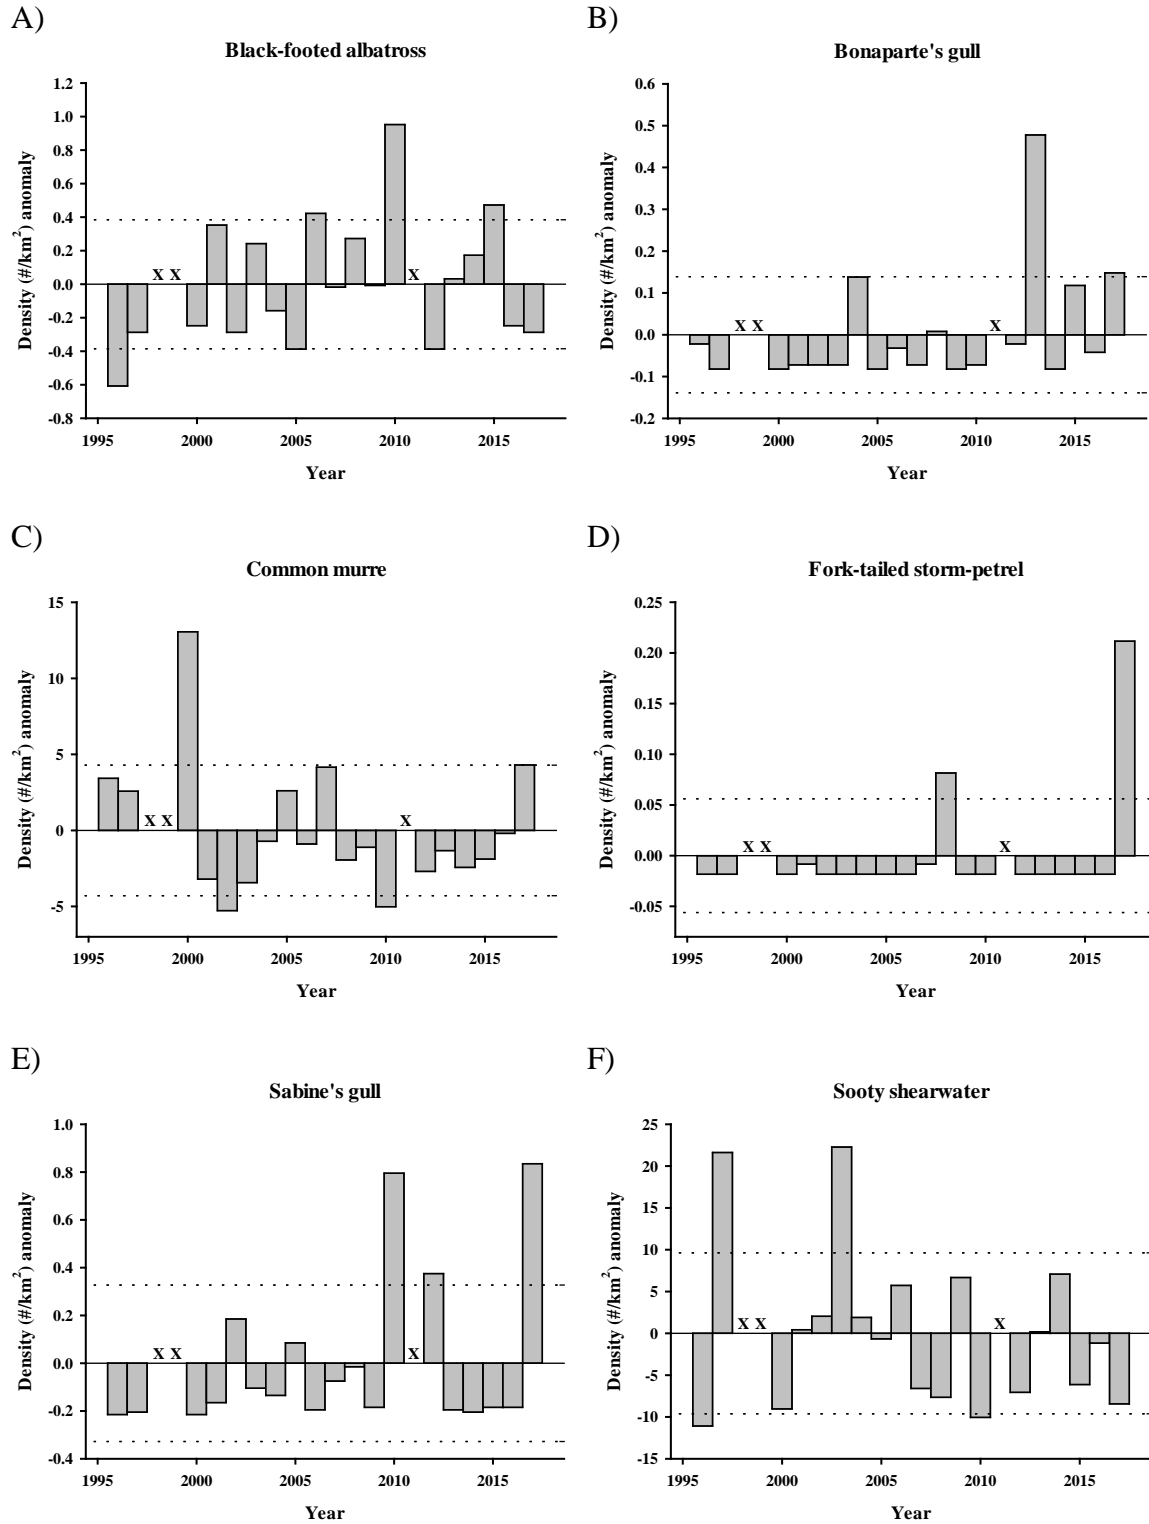 A)
Black-footed albatross
Density (#/km²) anomaly
1.2
1.0
0.8
0.6
0.4
0.2
0.0
-0.2
-0.4
-0.6
-0.8
X X X
1995 2000 2005 2010 2015
Year
B)
Bonaparte's gull
Density (#/km²) anomaly
0.6
0.5
0.4
0.3
0.2
0.1
0.0
-0.1
-0.2
X X X
1995 2000 2005 2010 2015
Year
C)
Common murre
Density (#/km²) anomaly
15
10
5
0
-5
X X X
1995 2000 2005 2010 2015
Year
D)
Fork-tailed storm-petrel
Density (#/km²) anomaly
0.25
0.20
0.15
0.10
0.05
0.00
-0.05
X X X
1995 2000 2005 2010 2015
Year
E)
Sabine's gull
Density (#/km²) anomaly
1.0
0.8
0.6
0.4
0.2
0.0
-0.2
-0.4
X X X
1995 2000 2005 2010 2015
Year
F)
Sooty shearwater
Density (#/km²) anomaly
25
20
15
10
5
0
-5
-10
-15
X X X
1995 2000 2005 2010 2015
Year